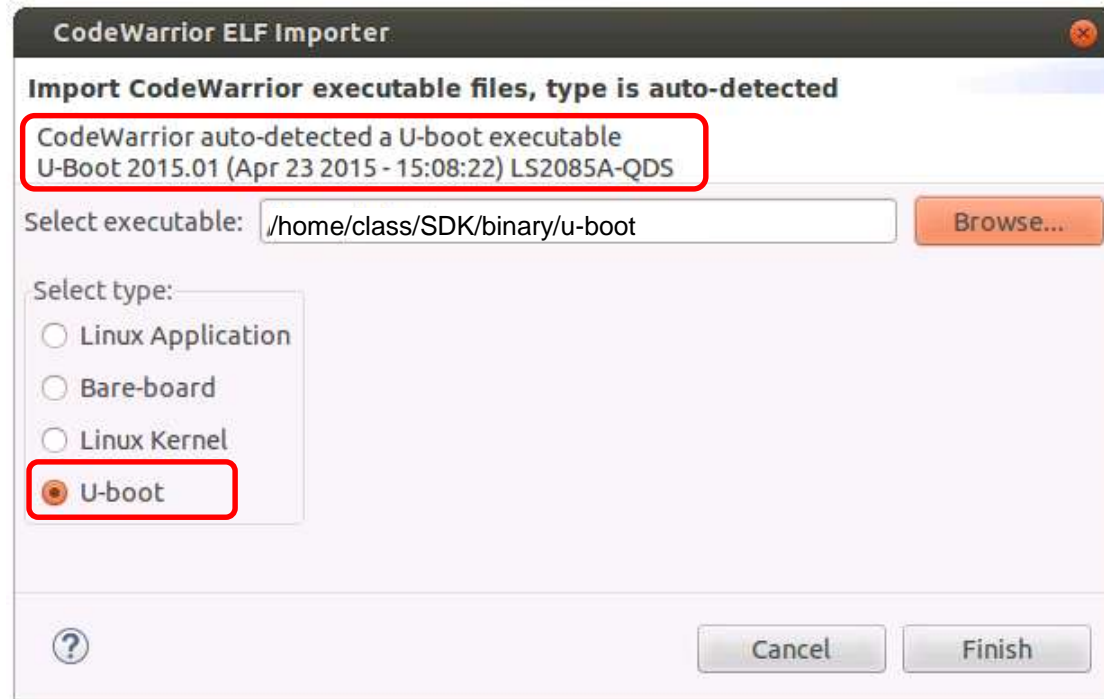 CodeWarrior ELF Importer
Import CodeWarrior executable files, type is auto-detected
CodeWarrior auto-detected a U-boot executable
U-Boot 2015.01 (Apr 23 2015 - 15:08:22) LS2085A-QDS
Select executable: /home/class/SDK/binary/u-boot Browse...
Select type:
Linux Application
Bare-board
Linux Kernel
U-boot
? Cancel Finish